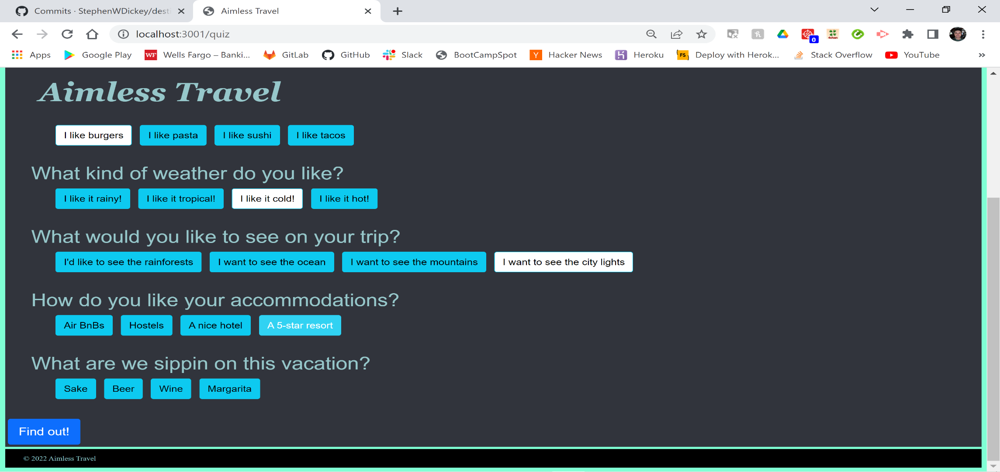 Commits · StephenWDickey/desti
Aimless Travel
localhost:3001/quiz
0
4chan
Apps
Google Play
WF
Wells Fargo – Banki...
GitLab
GitHub
Slack
BootCampSpot
Y
Hacker News
Heroku
{FS}
Deploy with Herok...
Stack Overflow
YouTube
»
Aimless Travel
I like burgers I like pasta I like sushi I like tacos
What kind of weather do you like?
I like it rainy! I like it tropical! I like it cold! I like it hot!
What would you like to see on your trip?
I'd like to see the rainforests I want to see the ocean I want to see the mountains I want to see the city lights
How do you like your accommodations?
Air BnBs Hostels A nice hotel A 5-star resort
What are we sippin on this vacation?
Sake Beer Wine Margarita
Find out!
© 2022 Aimless Travel